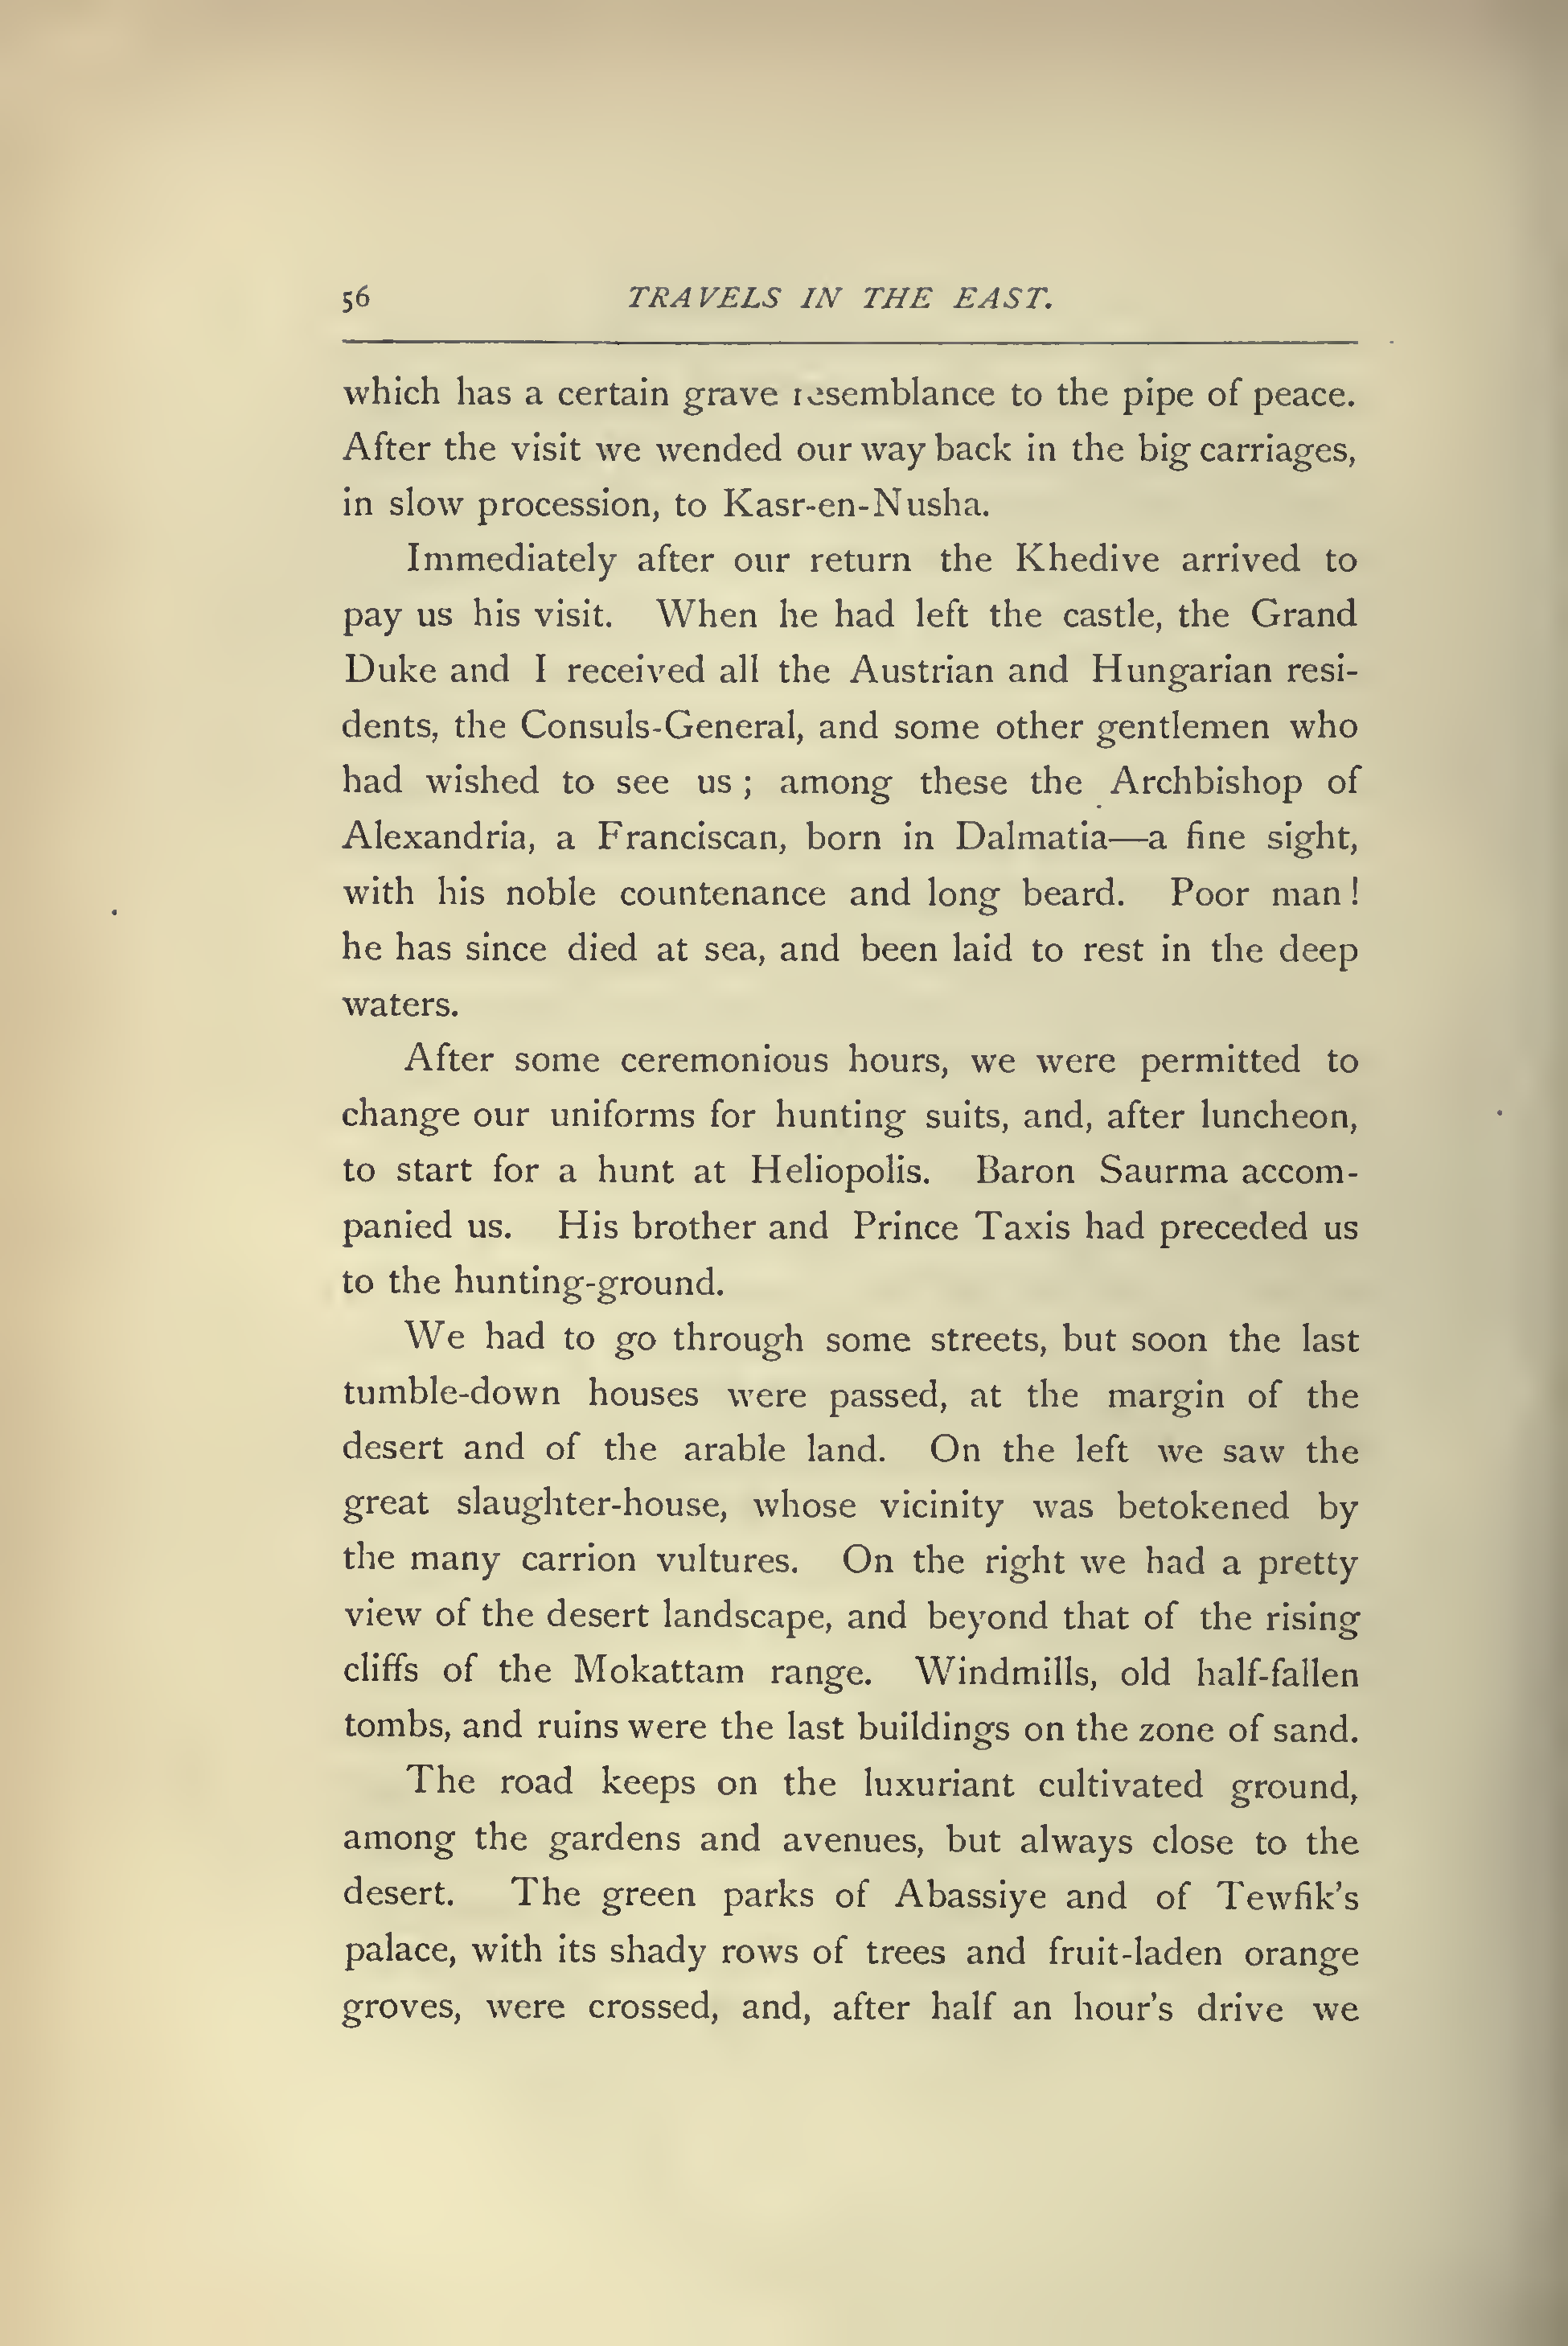 56 TRAVELS IN THE EAST.
which has a certain grave resemblance to the pipe of peace.
After the visit we wended our way back in the big carriages,
in slow procession, to Kasr-en-Nusha.
Immediately after our return the Khedive arrived to
pay us his visit. When he had left the castle, the Grand
Duke and I received all the Austrian and Hungarian resi-
dents, the Consuls-General, and some other gentlemen who
had wished to see us ; among these the Archbishop of
Alexandria, a Franciscan, born in Dalmatia—a fine sight,
with his noble countenance and long beard. Poor man !
he has since died at sea, and been laid to rest in the deep
waters.
After some ceremonious hours, we were permitted to
change our uniforms for hunting suits, and, after luncheon,
to start for a hunt at Heliopolis. Baron Saurma accom-
panied us. His brother and Prince Taxis had preceded us
to the hunting-ground.
We had to go through some streets, but soon the last
tumble-down houses were passed, at the margin of the
desert and of the arable land. On the left we saw the
great slaughter-house, whose vicinity was betokened by
the many carrion vultures. On the right we had a pretty
view of the desert landscape, and beyond that of the rising
cliffs of the Mokattam range. Windmills, old half-fallen
tombs, and ruins were the last buildings on the zone of sand.
The road keeps on the luxuriant cultivated ground,
among the gardens and avenues, but always close to the
desert. The green parks of Abassiye and of Tewfik's
palace, with its shady rows of trees and fruit-laden orange
groves, were crossed, and, after half an hour's drive we